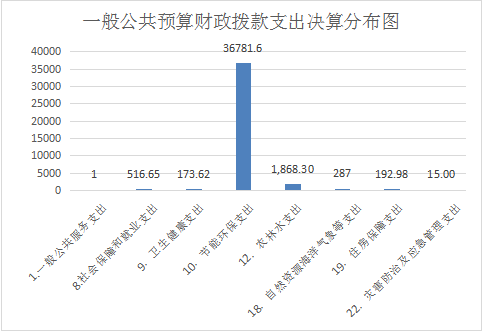 一般公共预算财政拨款支出决算分布图
40000
35000
30000
25000
20000
15000
10000
5000
0
1
516.65
173.62
36781.6
1,868.30
287
192.98
15.00
1.一般公共服务支出
8.社会保障和就业支出
9. 卫生健康支出
10. 节能环保支出
12. 农林水支出
18. 自然资源海洋气象等支出
19. 住房保障支出
22. 灾害防治及应急管理支出